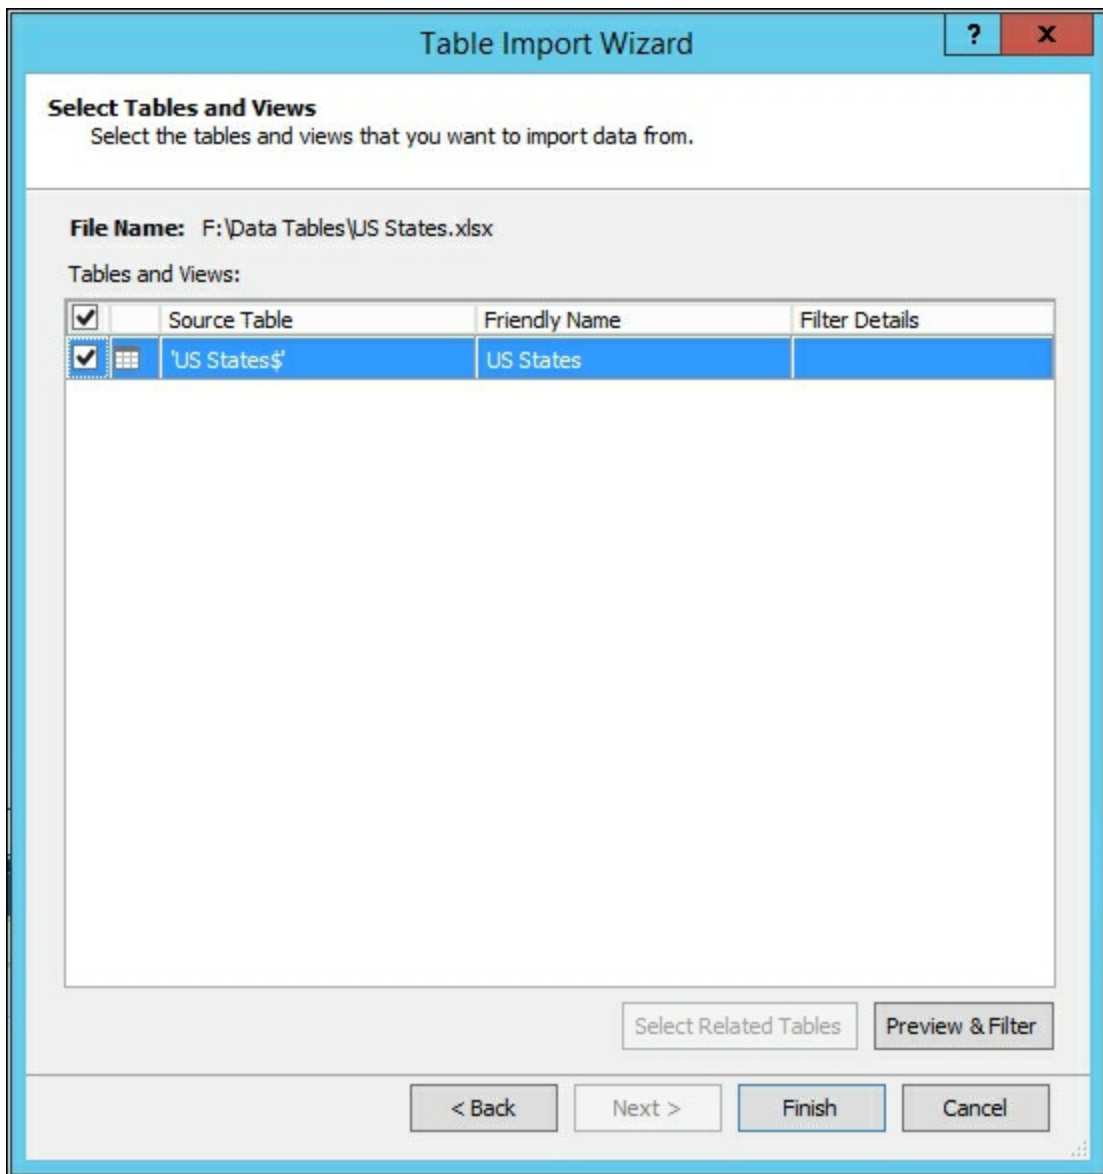 Table Import Wizard
?
x
Select Tables and Views
Select the tables and views that you want to import data from.
File Name: F:\Data Tables\US States.xlsx
Tables and Views:
Source Table Friendly Name Filter Details
'US States$' US States
Select Related Tables Preview & Filter
< Back Next > Finish Cancel